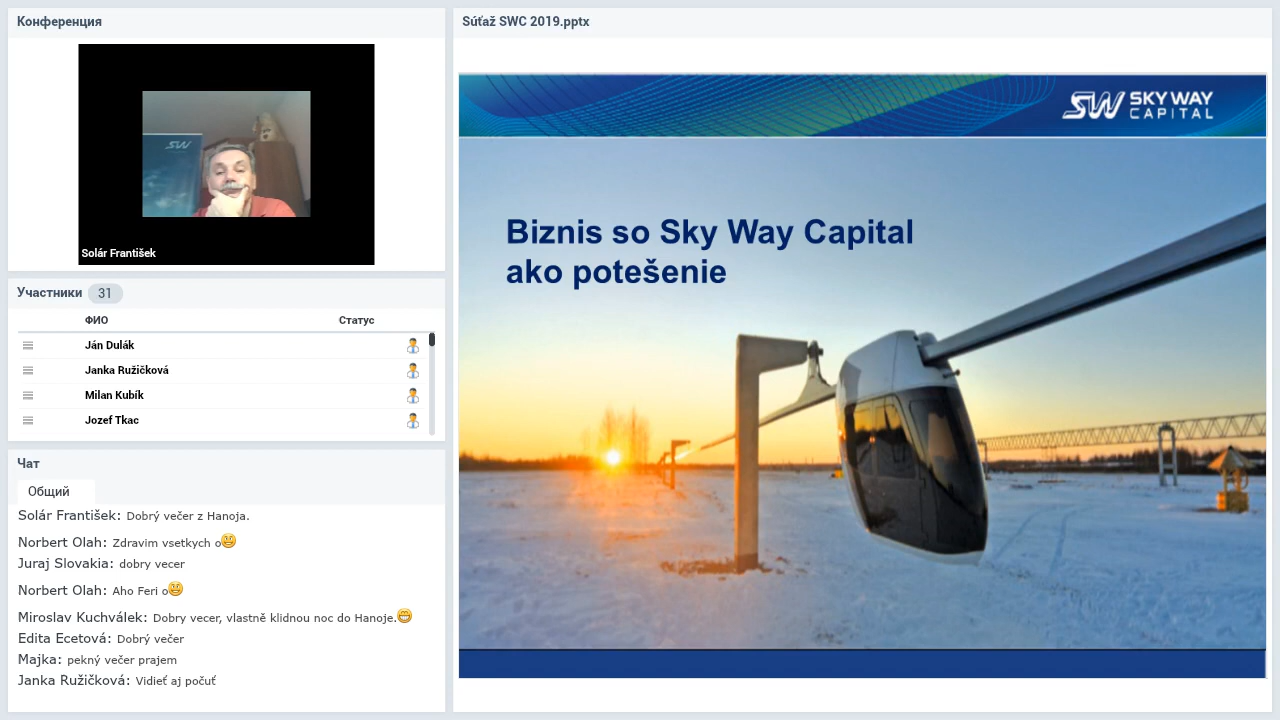 Конференция
Solár František
Участники 31
ФИО Статус
Ján Dulák
Janka Ružičková
Milan Kubík
Jozef Tkac
Чат
Общий
Solár František: Dobrý večer z Hanoja.
Norbert Olah: Zdravim vsetkych o
Juraj Slovakia: dobry vecer
Norbert Olah: Aho Feri o
Miroslav Kuchválek: Dobry vecer, vlastně klidnou noc do Hanoje.
Edita Ecetová: Dobrý večer
Majka: pekný večer prajem
Janka Ružičková: Vidieť aj počuť
Súťaž SWC 2019.pptx
SW SKY WAY
CAPITAL
Biznis so Sky Way Capital
ako potešenie
SW